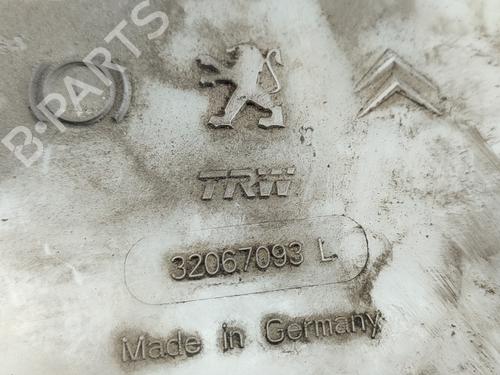 B-PARTS
TRW
32067093 L
Made in Germany